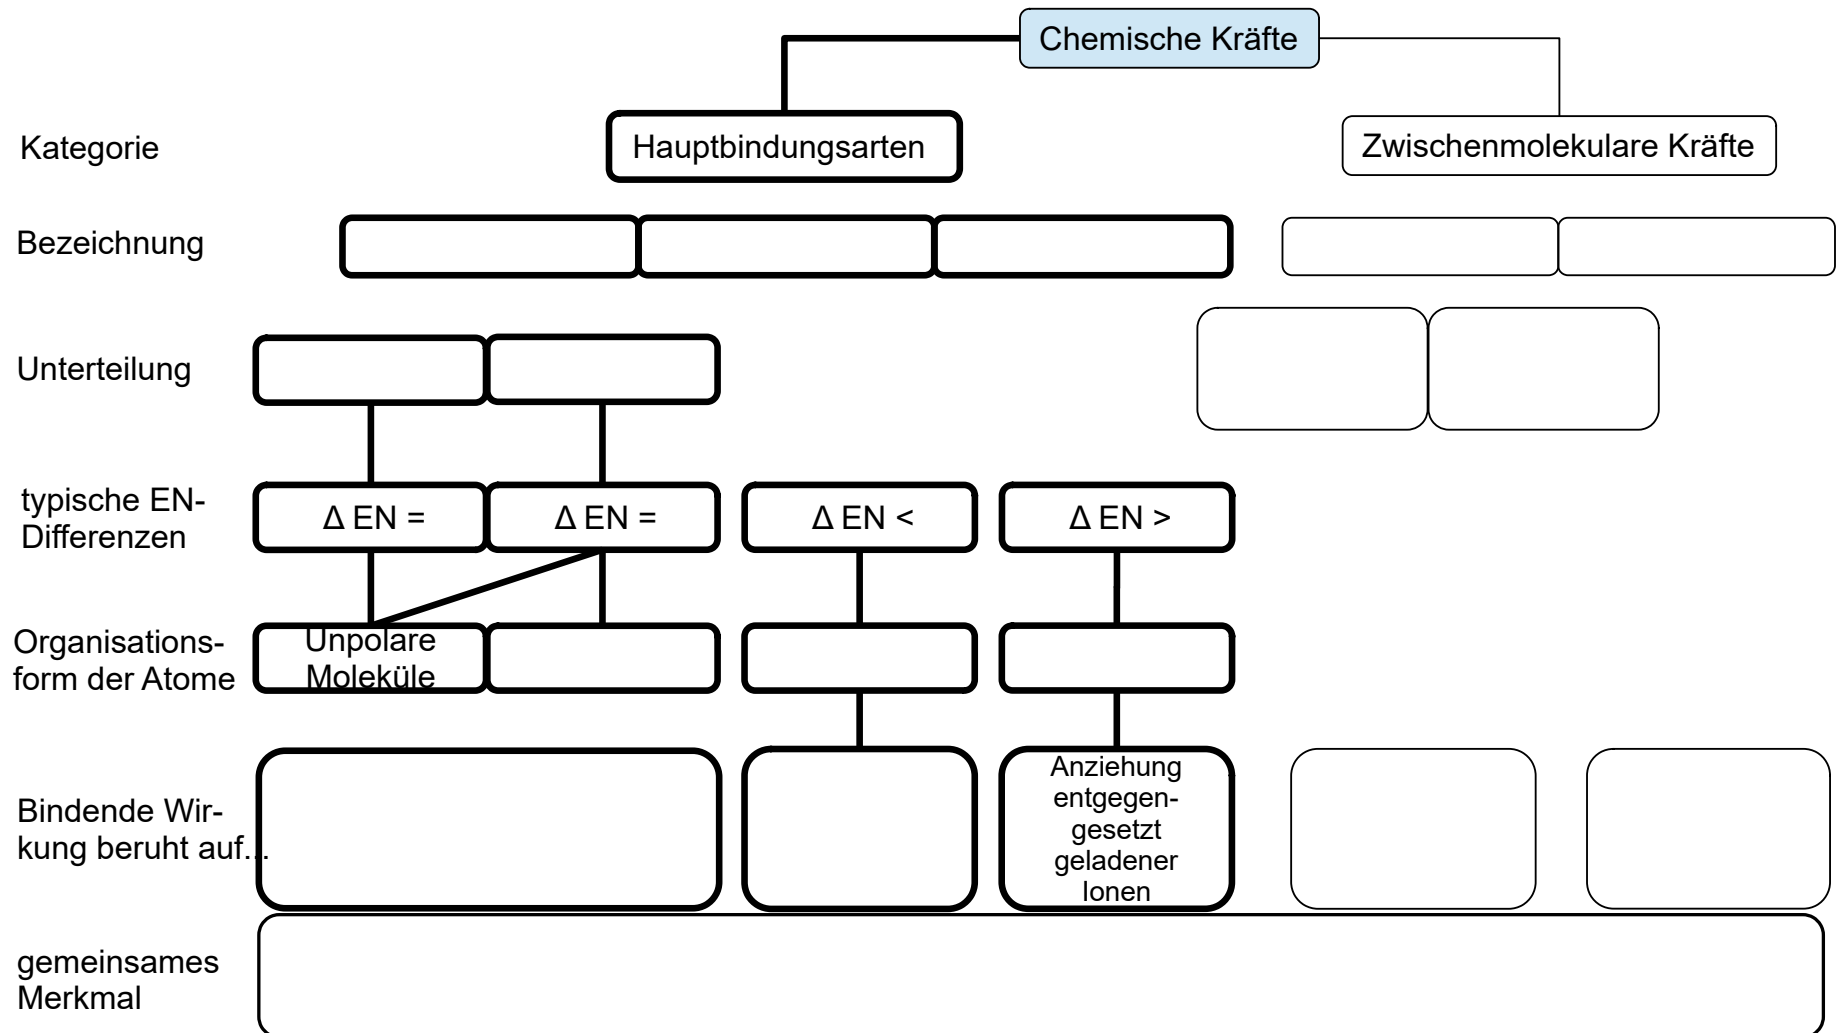 Chemische Kräfte
Kategorie
Hauptbindungsarten
Zwischenmolekulare Kräfte
Bezeichnung
Unterteilung
typische EN-
Differenzen
Δ EN =
Δ EN =
Δ EN <
Δ EN >
Organisations-
form der Atome
Unpolare
Moleküle
Bindende Wir-
kung beruht auf...
Anziehung
entgegen-
gesetzt
geladener
Ionen
gemeinsames
Merkmal